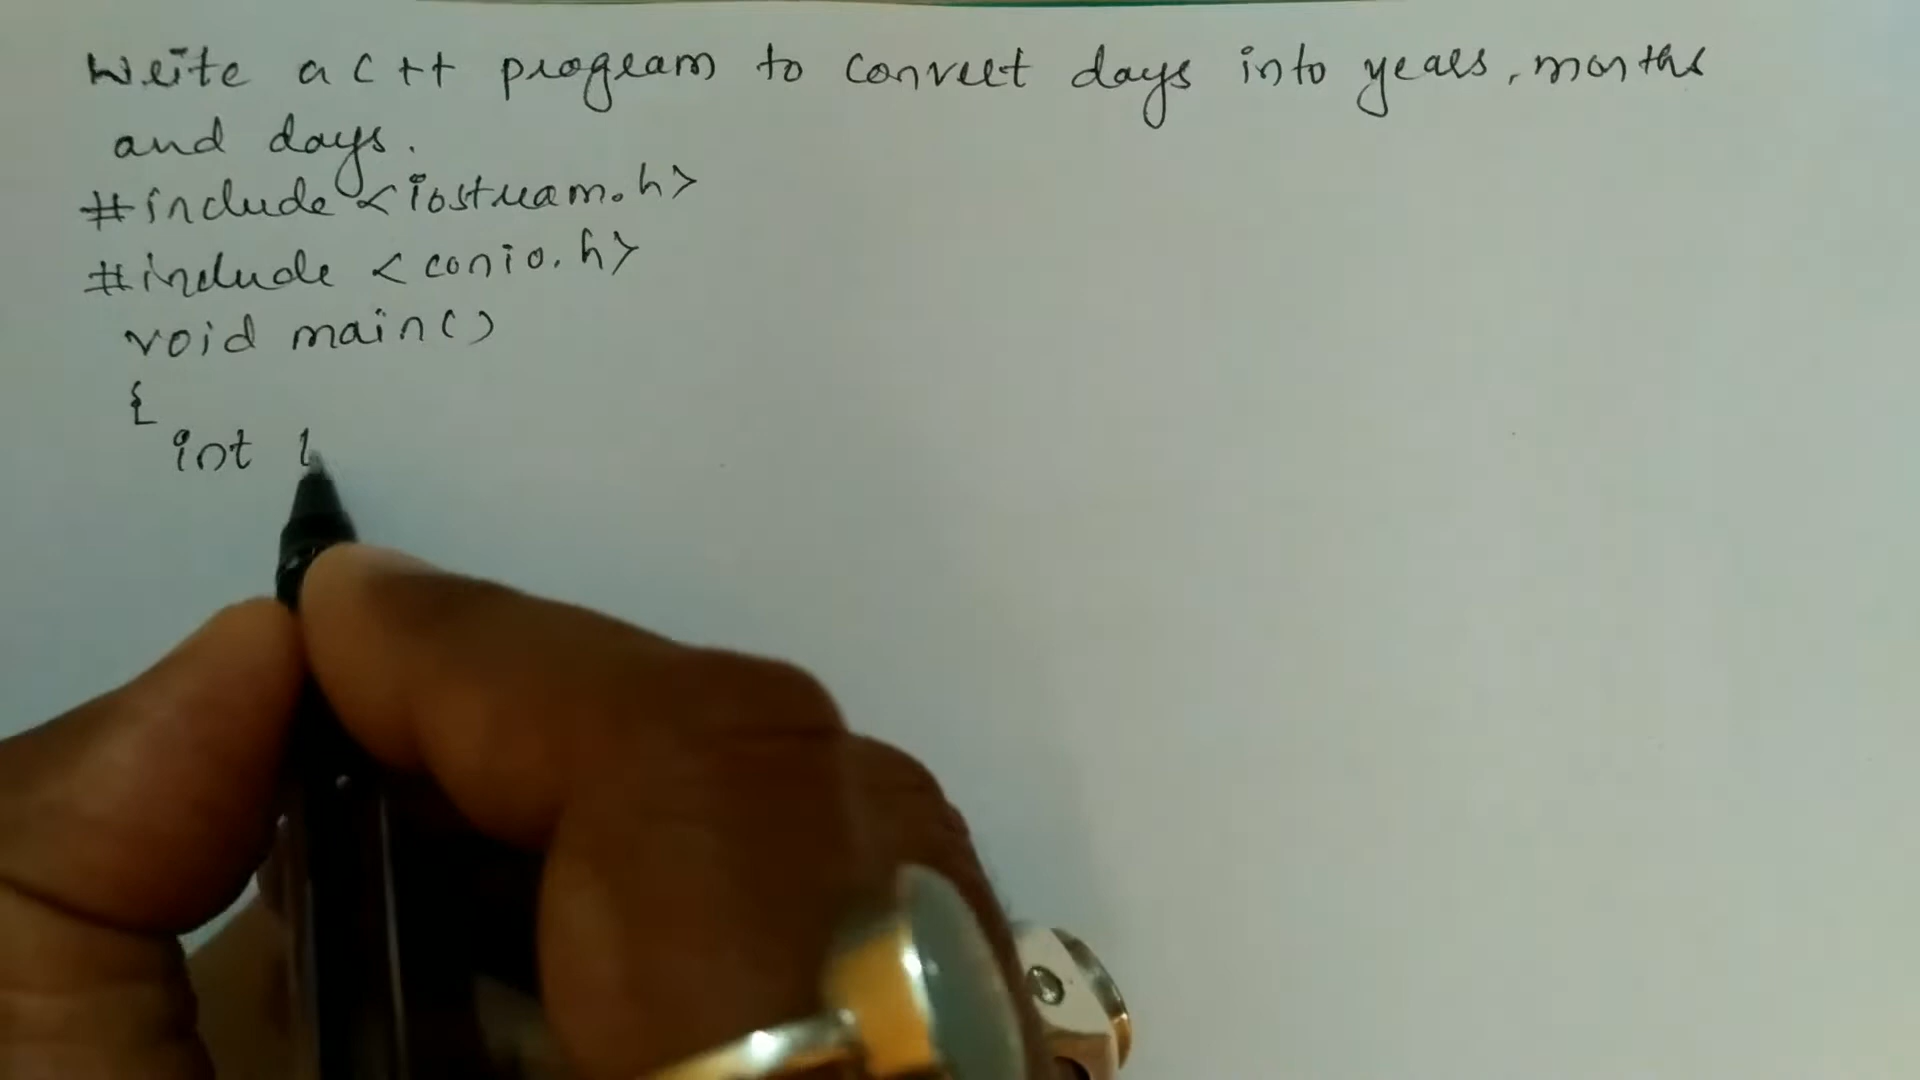 Write a C++ program to convert days into years, months
and days.
#include <iostream.h>
#include <conio.h>
void main()
{
int